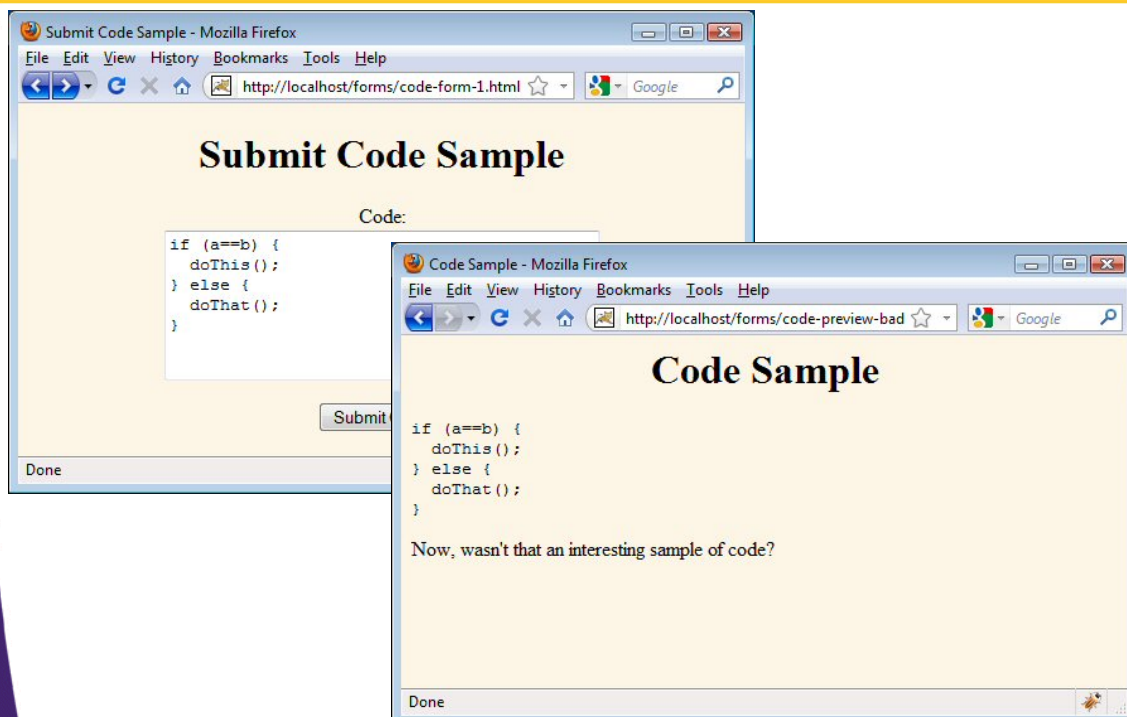 Submit Code Sample - Mozilla Firefox
File Edit View History Bookmarks Tools Help
http://localhost/forms/code-form-1.html
Google
Submit Code Sample
Code:
if (a==b) {
  doThis();
} else {
  doThat();
}
Submit
Done
Code Sample - Mozilla Firefox
File Edit View History Bookmarks Tools Help
http://localhost/forms/code-preview-bad
Google
Code Sample
if (a==b) {
  doThis();
} else {
  doThat();
}
Now, wasn't that an interesting sample of code?
Done